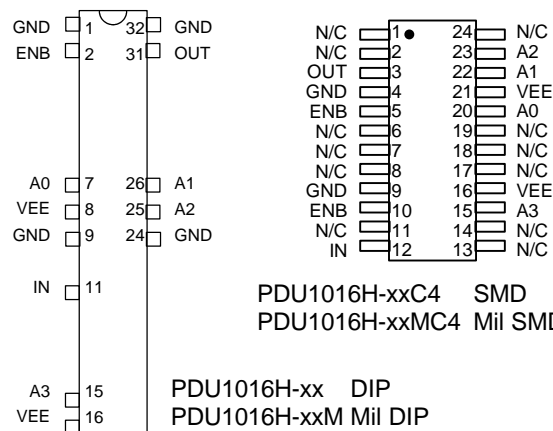 GND 1 32 GND
ENB 2 31 OUT
A0 7 26 A1
VEE 8 25 A2
GND 9 24 GND
IN 11
A3 15
VEE 16
N/C 1 24 N/C
N/C 2 23 A2
OUT 3 22 A1
GND 4 21 VEE
ENB 5 20 A0
N/C 6 19 N/C
N/C 7 18 N/C
N/C 8 17 N/C
GND 9 16 VEE
ENB 10 15 A3
N/C 11 14 N/C
IN 12 13 N/C
PDU1016H-xxC4 SMD
PDU1016H-xxMC4 Mil SMD
PDU1016H-xx DIP
PDU1016H-xxM Mil DIP